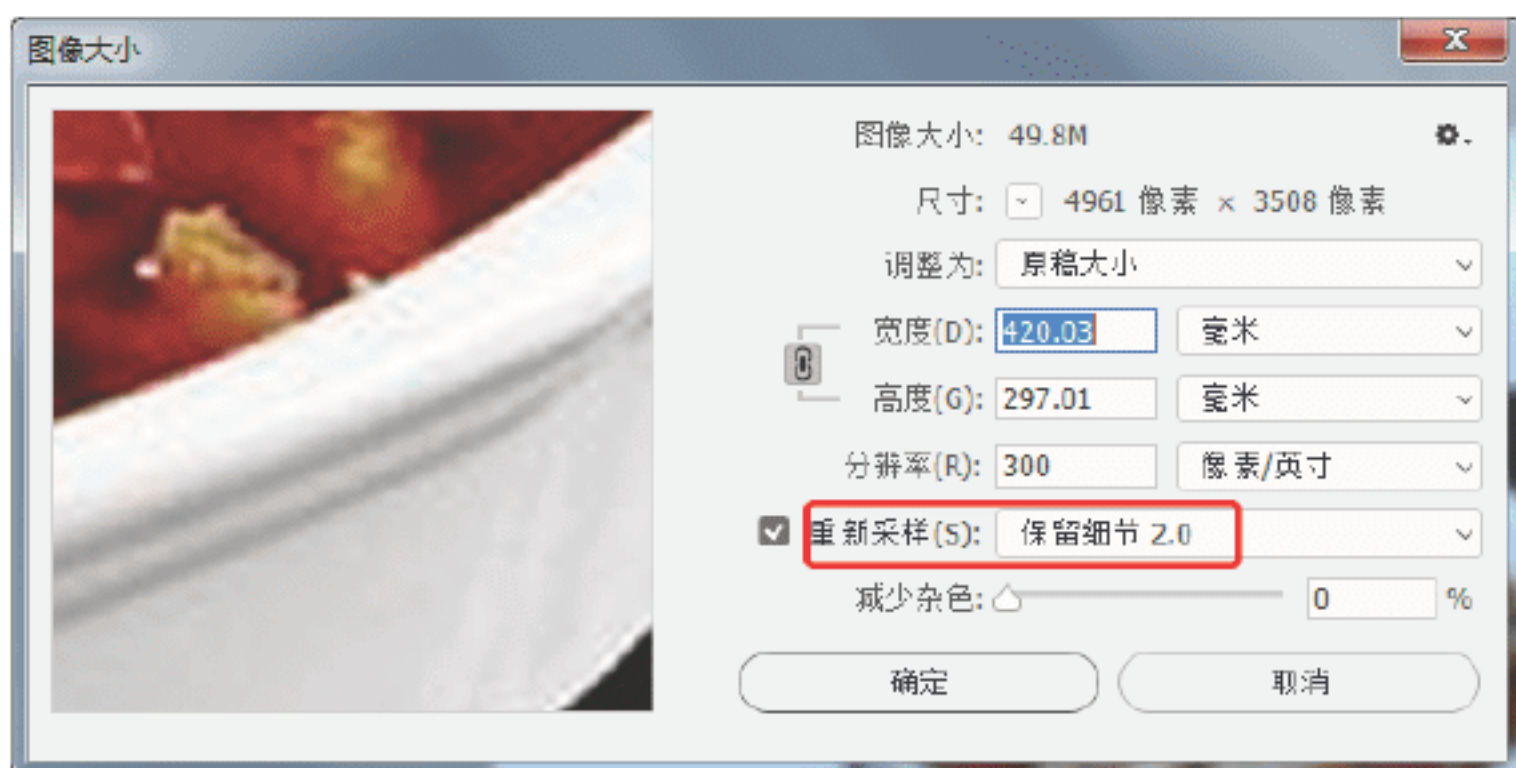 图像大小
图像大小: 49.8M
尺寸: 4961 像素 × 3508 像素
调整为: 原稿大小
宽度(D): 420.03 毫米
高度(G): 297.01 毫米
分辨率(R): 300 像素/英寸
重新采样(S): 保留细节 2.0
减少杂色: 0 %
确定 取消